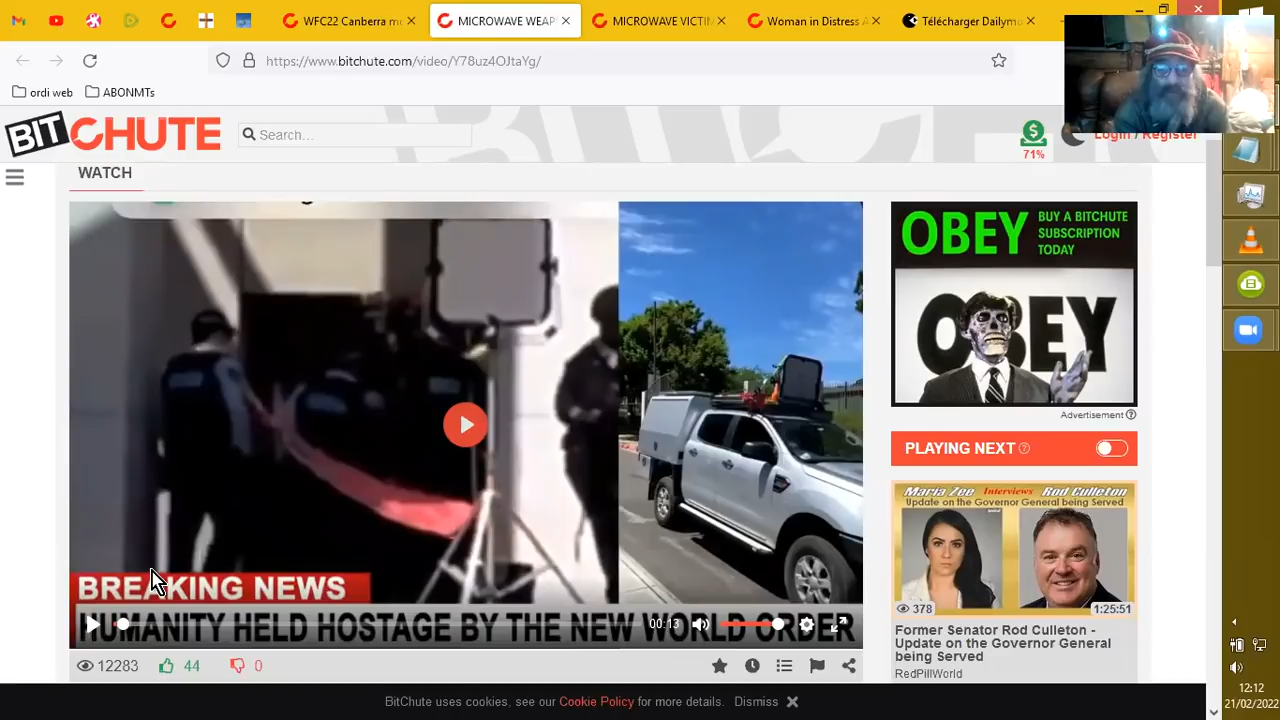 WFC22 Canberra mo
MICROWAVE WEAP
MICROWAVE VICTIM
Woman in Distress A
Télécharger Dailymo
https://www.bitchute.com/video/Y78uz4OJtaYg/
ordi web
ABONMTs
BITCHUTE
Search...
71%
Login / Register
WATCH
OBEY
BUY A BITCHUTE
SUBSCRIPTION
TODAY
OBEY
Advertisement
PLAYING NEXT
BREAKING NEWS
HUMANITY HELD HOSTAGE BY THE NEW WORLD ORDER
00:13
Maria Zee Interviews Rod Culleton
Update on the Governor General being Served
378
1:25:51
Former Senator Rod Culleton -
Update on the Governor General
being Served
RedPillWorld
12283
44
0
BitChute uses cookies, see our Cookie Policy for more details. Dismiss
12:12
21/02/2022